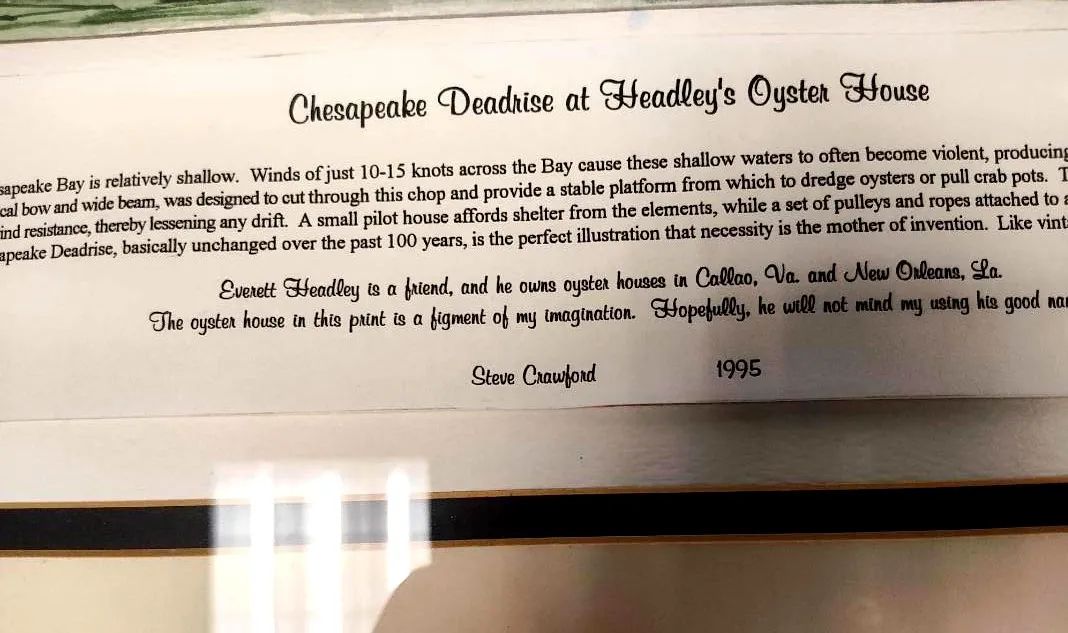 Chesapeake Deadrise at Headley's Oyster House
sapeake Bay is relatively shallow. Winds of just 10-15 knots across the Bay cause these shallow waters to often become violent, producing
cal bow and wide beam, was designed to cut through this chop and provide a stable platform from which to dredge oysters or pull crab pots. T
ind resistance, thereby lessening any drift. A small pilot house affords shelter from the elements, while a set of pulleys and ropes attached to a
apeake Deadrise, basically unchanged over the past 100 years, is the perfect illustration that necessity is the mother of invention. Like vint
Everett Headley is a friend, and he owns oyster houses in Callao, Va. and New Orleans, La.
The oyster house in this print is a figment of my imagination. Hopefully, he will not mind my using his good nam
Steve Crawford 1995